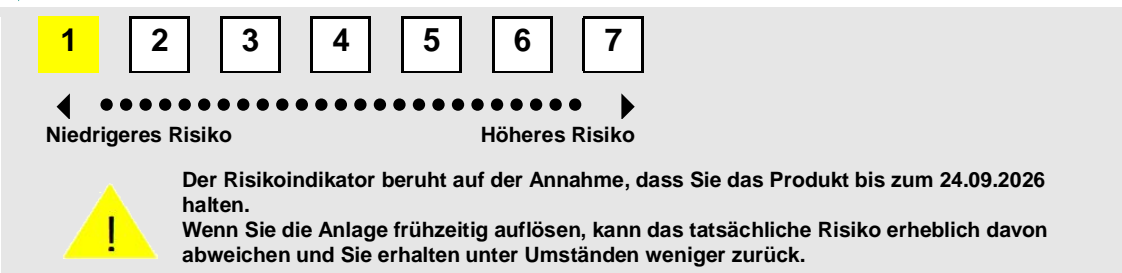 1 2 3 4 5 6 7
Niedrigeres Risiko Höheres Risiko
Der Risikoindikator beruht auf der Annahme, dass Sie das Produkt bis zum 24.09.2026
halten.
Wenn Sie die Anlage frühzeitig auflösen, kann das tatsächliche Risiko erheblich davon
abweichen und Sie erhalten unter Umständen weniger zurück.
!